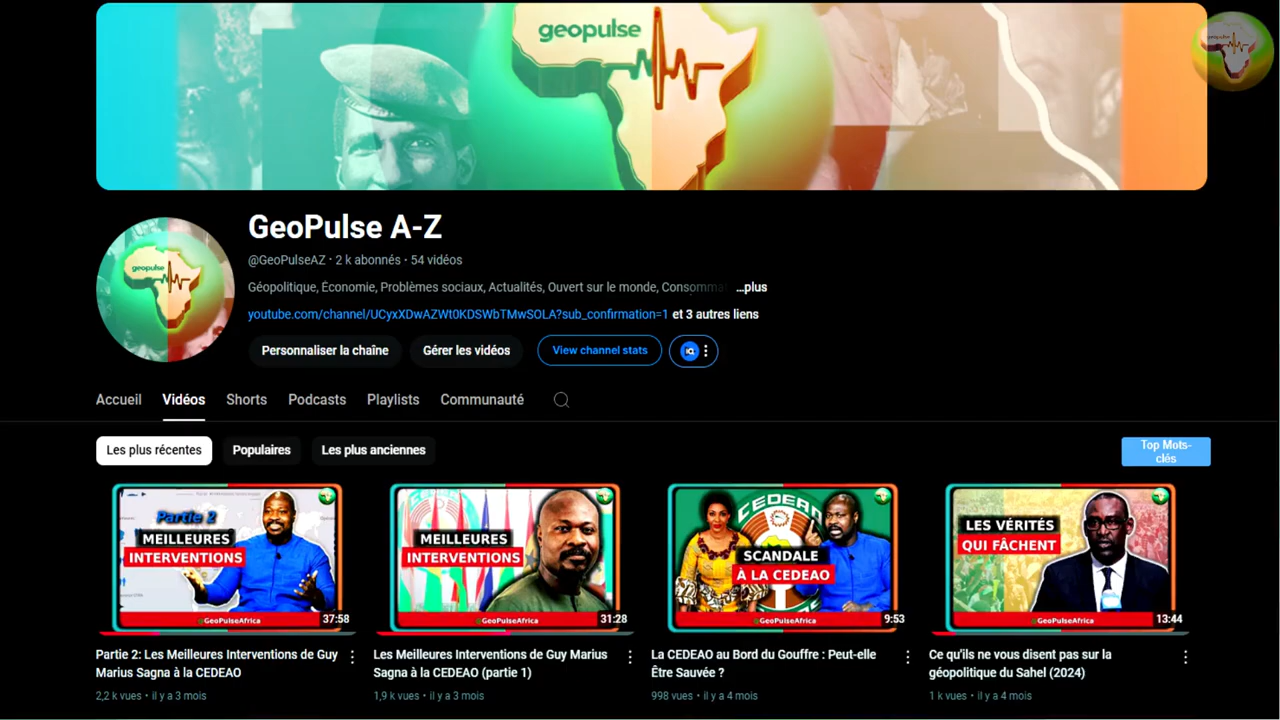 geopulse
geopulse
GeoPulse A-Z
@GeoPulseAZ · 2 k abonnés · 54 vidéos
Géopolitique, Économie, Problèmes sociaux, Actualités, Ouvert sur le monde, Consomma ...plus
youtube.com/channel/UCyxXDwAZWt0KDSWbTMwSOLA?sub_confirmation=1 et 3 autres liens
geopulse
Personnaliser la chaîne
Gérer les vidéos
View channel stats
Accueil Vidéos Shorts Podcasts Playlists Communauté
Les plus récentes Populaires Les plus anciennes
Top Mots-
clés
Partie 2
MEILLEURES
INTERVENTIONS
@GeoPulseAfrica
37:58
MEILLEURES
INTERVENTIONS
@GeoPulseAfrica
31:28
CEDEAO
SCANDALE
À LA CEDEAO
@GeoPulseAfrica
9:53
LES VÉRITÉS
QUI FÂCHENT
@GeoPulseAfrica
13:44
Partie 2: Les Meilleures Interventions de Guy
Marius Sagna à la CEDEAO
2,2 k vues · il y a 3 mois
Les Meilleures Interventions de Guy Marius
Sagna à la CEDEAO (partie 1)
1,9 k vues · il y a 3 mois
La CEDEAO au Bord du Gouffre : Peut-elle
Être Sauvée ?
998 vues · il y a 4 mois
Ce qu'ils ne vous disent pas sur la
géopolitique du Sahel (2024)
1 k vues · il y a 4 mois